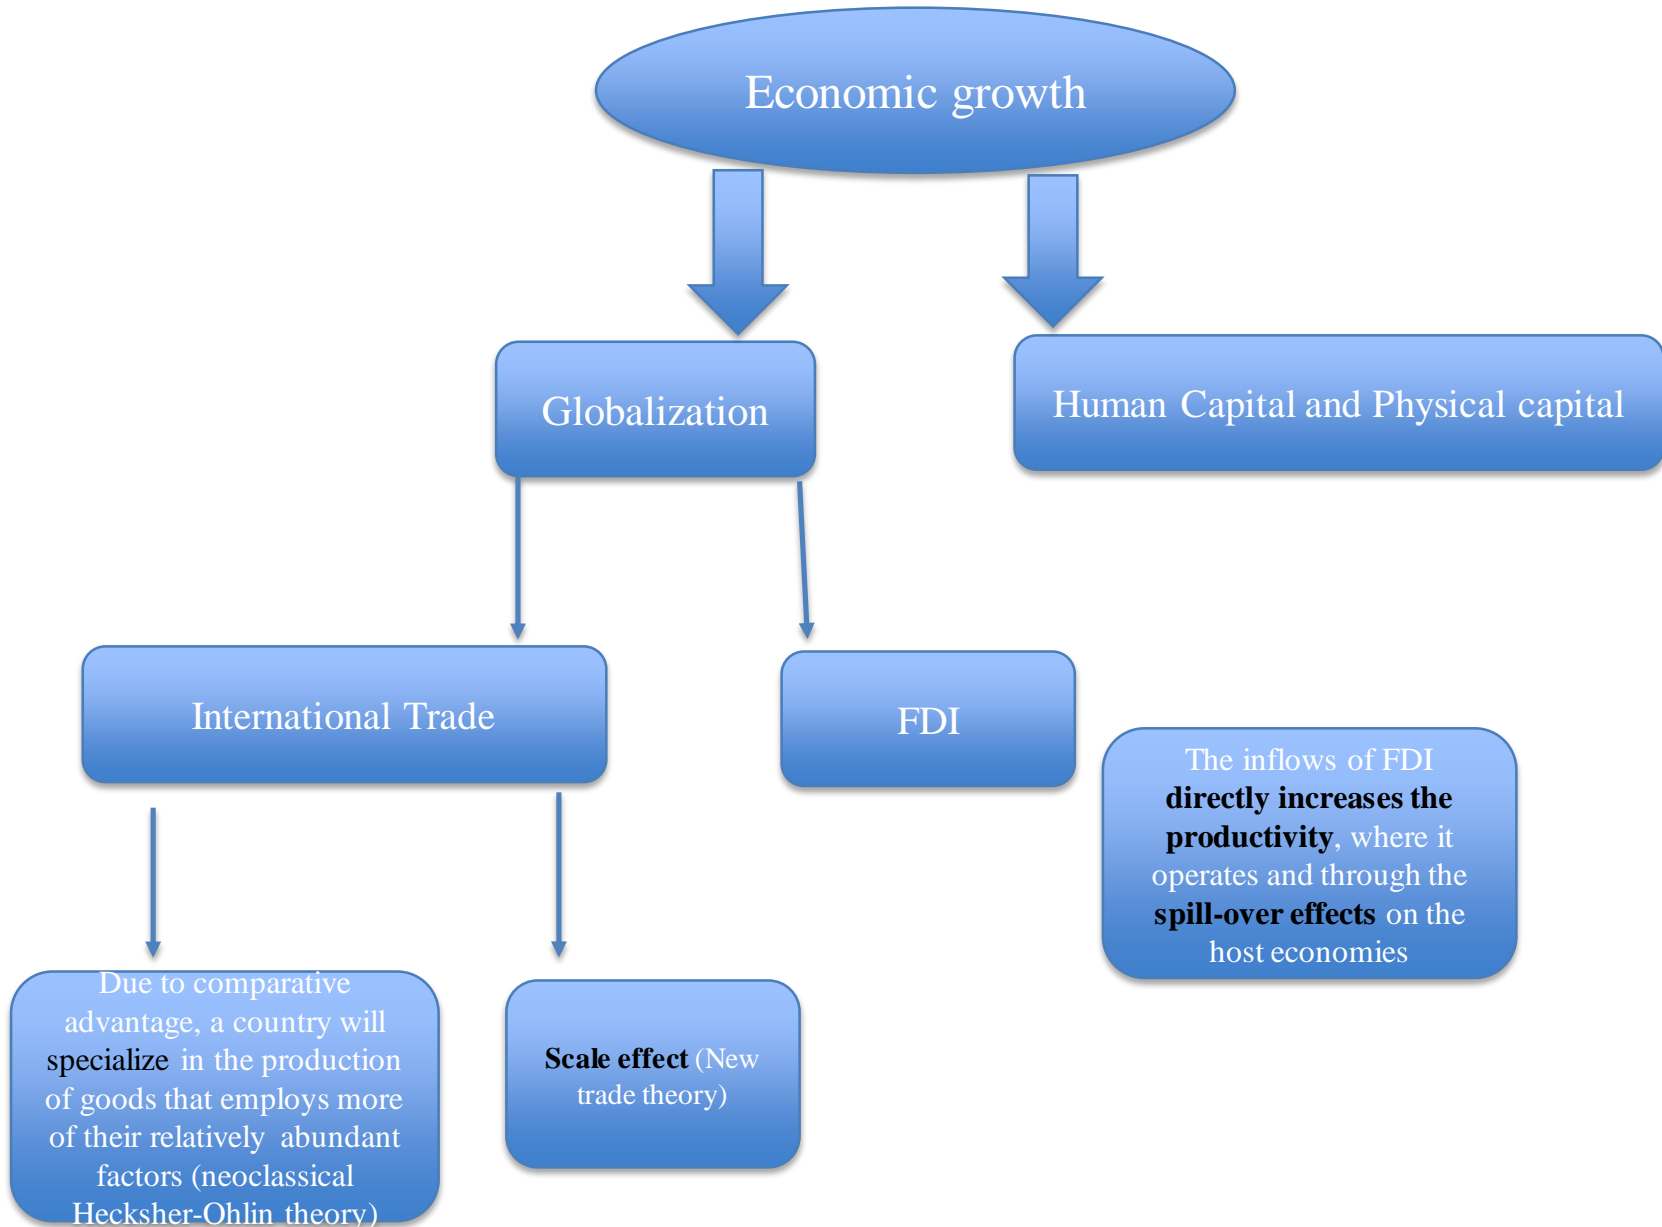 Economic growth
Globalization
Human Capital and Physical capital
International Trade
FDI
The inflows of FDI
directly increases the
productivity, where it
operates and through the
spill-over effects on the
host economies
Due to comparative
advantage, a country will
specialize in the production
of goods that employs more
of their relatively abundant
factors (neoclassical
Hecksher-Ohlin theory)
Scale effect (New
trade theory)